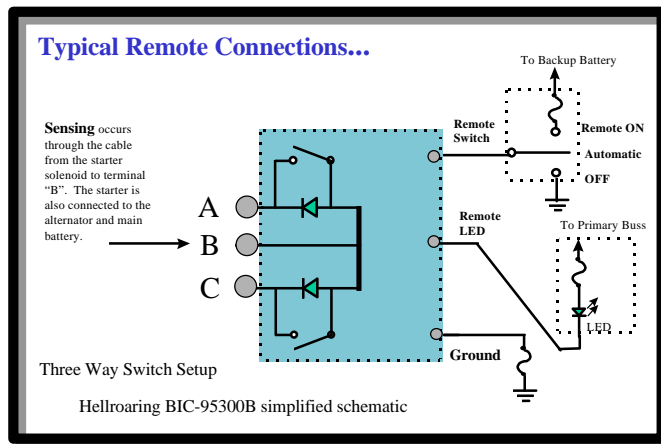 Typical Remote Connections...
To Backup Battery
Sensing occurs
through the cable
from the starter
solenoid to terminal
“B”.  The starter is
also connected to the
alternator and main
battery.
Remote
Switch
Remote ON
Automatic
OFF
A
B
C
Remote
LED
To Primary Buss
LED
Ground
Three Way Switch Setup
Hellroaring BIC-95300B simplified schematic